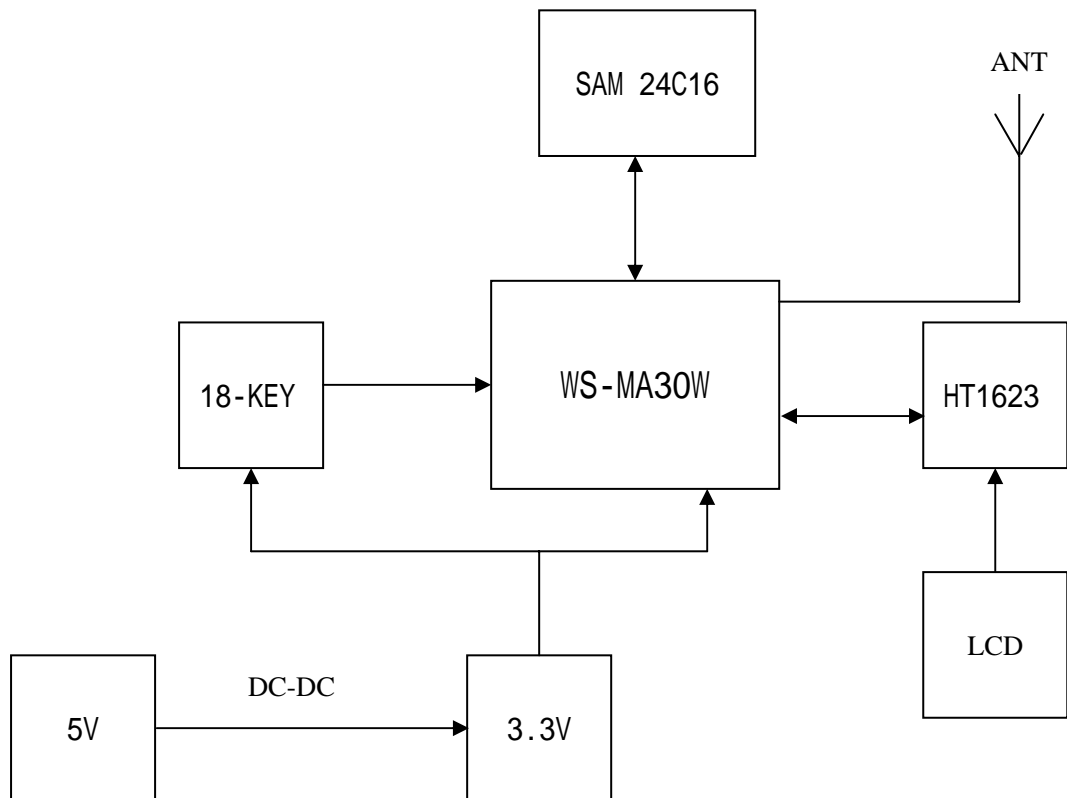 SAM 24C16
ANT
18-KEY
WS-MA30W
HT1623
LCD
DC-DC
5V
3.3V